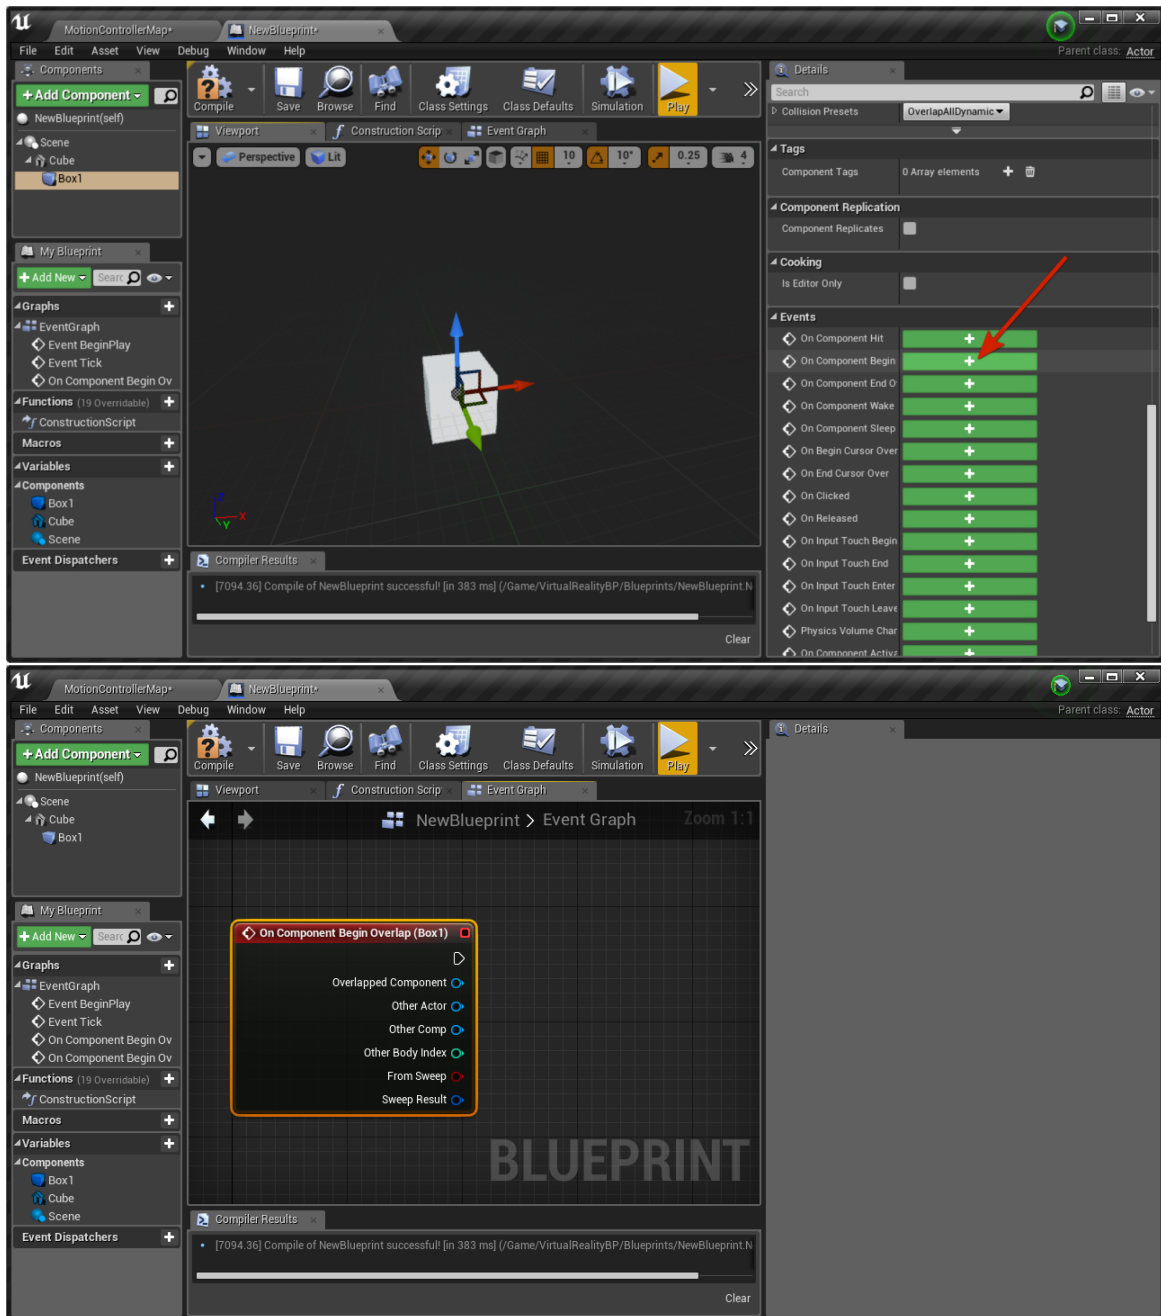 MotionControllerMap*
NewBlueprint*
File Edit Asset View Debug Window Help
Parent class: Actor
Components
+Add Component
NewBlueprint(self)
Scene
Cube
Box1
My Blueprint
+Add New
Searc
Graphs
EventGraph
Event BeginPlay
Event Tick
On Component Begin Ov
Functions (19 Overridable)
ConstructionScript
Macros
Variables
Components
Box1
Cube
Scene
Event Dispatchers
Compile Save Browse Find Class Settings Class Defaults Simulation Play
Viewport
Construction Scrip
Event Graph
Perspective Lit 10 10° 0.25 4
Z
X
Y
Compiler Results
[7094.36] Compile of NewBlueprint successful! [in 383 ms] (/Game/VirtualRealityBP/Blueprints/NewBlueprint.N
Clear
Details
Search
Collision Presets OverlapAllDynamic
Tags
Component Tags 0 Array elements
Component Replication
Component Replicates
Cooking
Is Editor Only
Events
On Component Hit
On Component Begin
On Component End O
On Component Wake
On Component Sleep
On Begin Cursor Over
On End Cursor Over
On Clicked
On Released
On Input Touch Begin
On Input Touch End
On Input Touch Enter
On Input Touch Leave
Physics Volume Char
On Component Activa
MotionControllerMap*
NewBlueprint*
File Edit Asset View Debug Window Help
Parent class: Actor
Components
+Add Component
NewBlueprint(self)
Scene
Cube
Box1
My Blueprint
+Add New
Searc
Graphs
EventGraph
Event BeginPlay
Event Tick
On Component Begin Ov
On Component Begin Ov
Functions (19 Overridable)
ConstructionScript
Macros
Variables
Components
Box1
Cube
Scene
Event Dispatchers
Compile Save Browse Find Class Settings Class Defaults Simulation Play
Viewport
Construction Scrip
Event Graph
NewBlueprint > Event Graph
Zoom 1:1
On Component Begin Overlap (Box1)
Overlapped Component
Other Actor
Other Comp
Other Body Index
From Sweep
Sweep Result
BLUEPRINT
Compiler Results
[7094.36] Compile of NewBlueprint successful! [in 383 ms] (/Game/VirtualRealityBP/Blueprints/NewBlueprint.N
Clear
Details